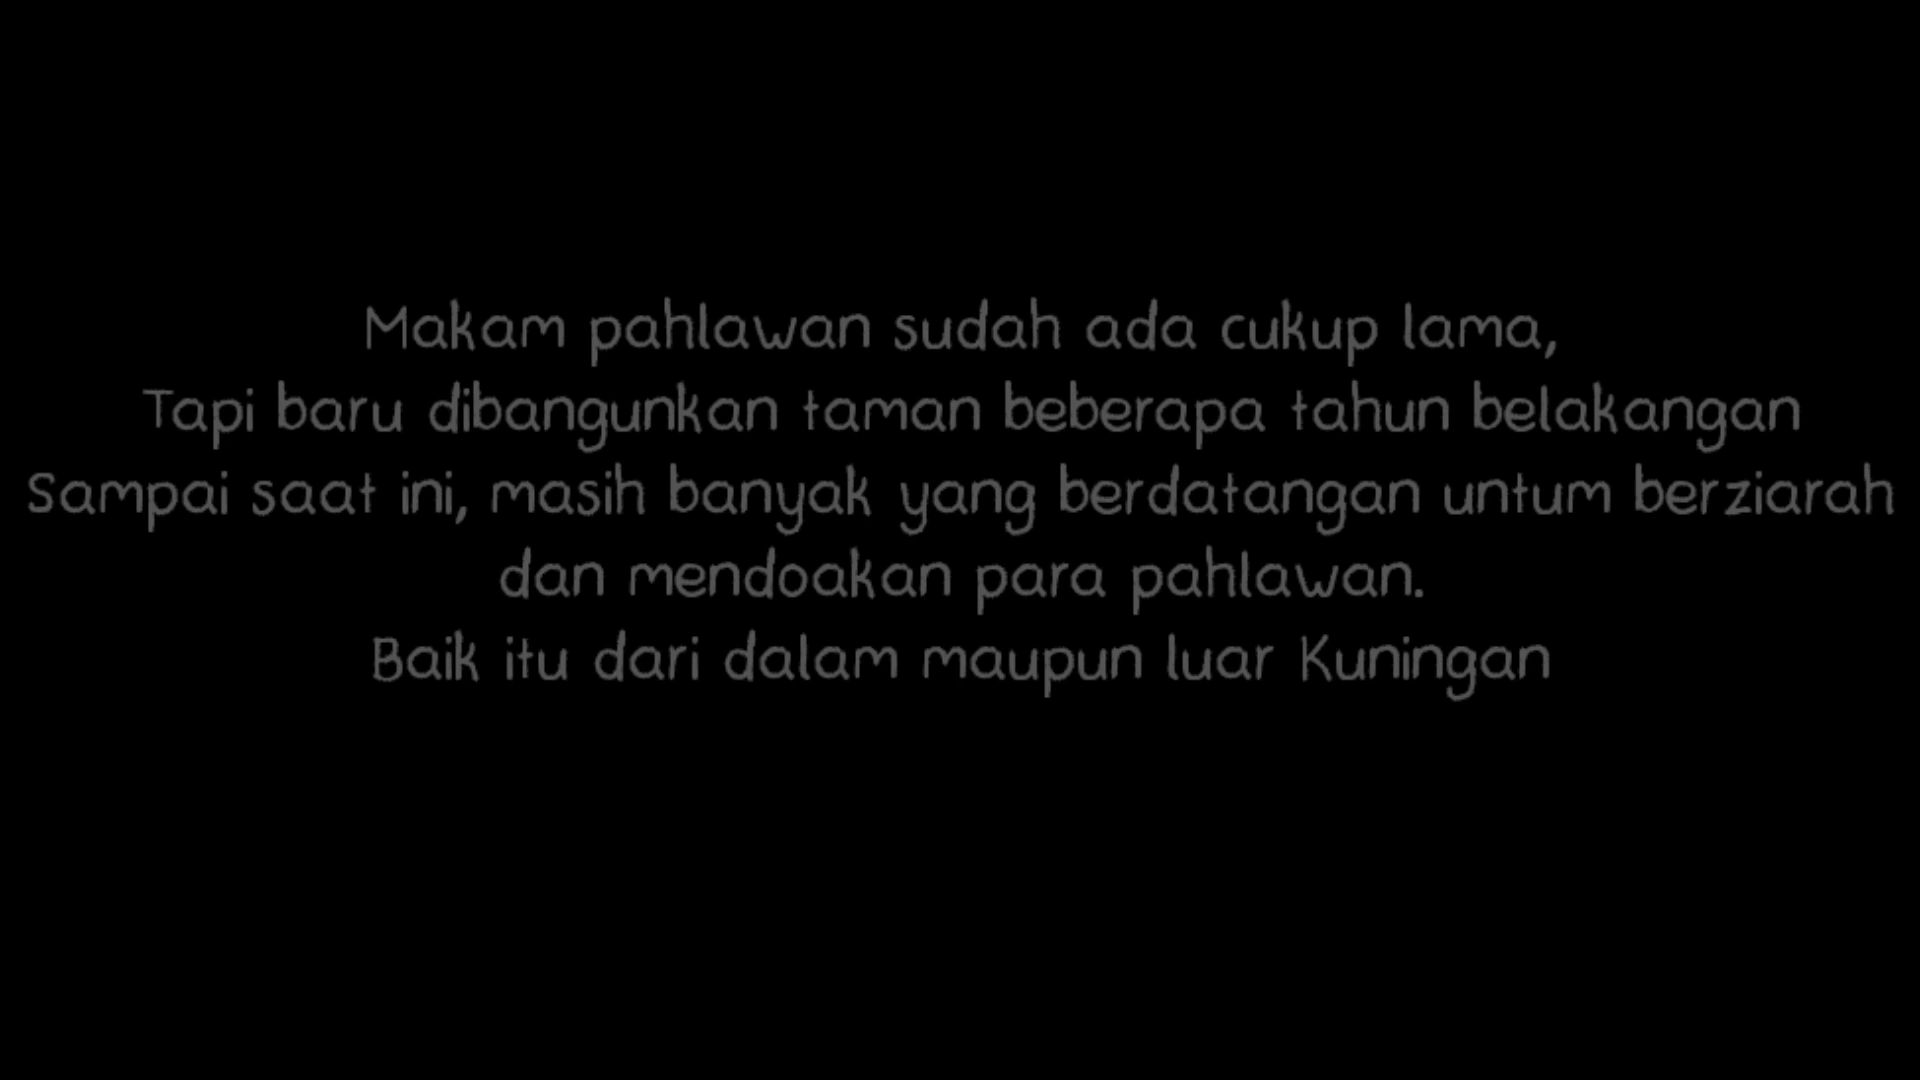 Makam pahlawan sudah ada cukup lama,
Tapi baru dibangunkan taman beberapa tahun belakangan
Sampai saat ini, masih banyak yang berdatangan untum berziarah
dan mendoakan para pahlawan.
Baik itu dari dalam maupun luar Kuningan